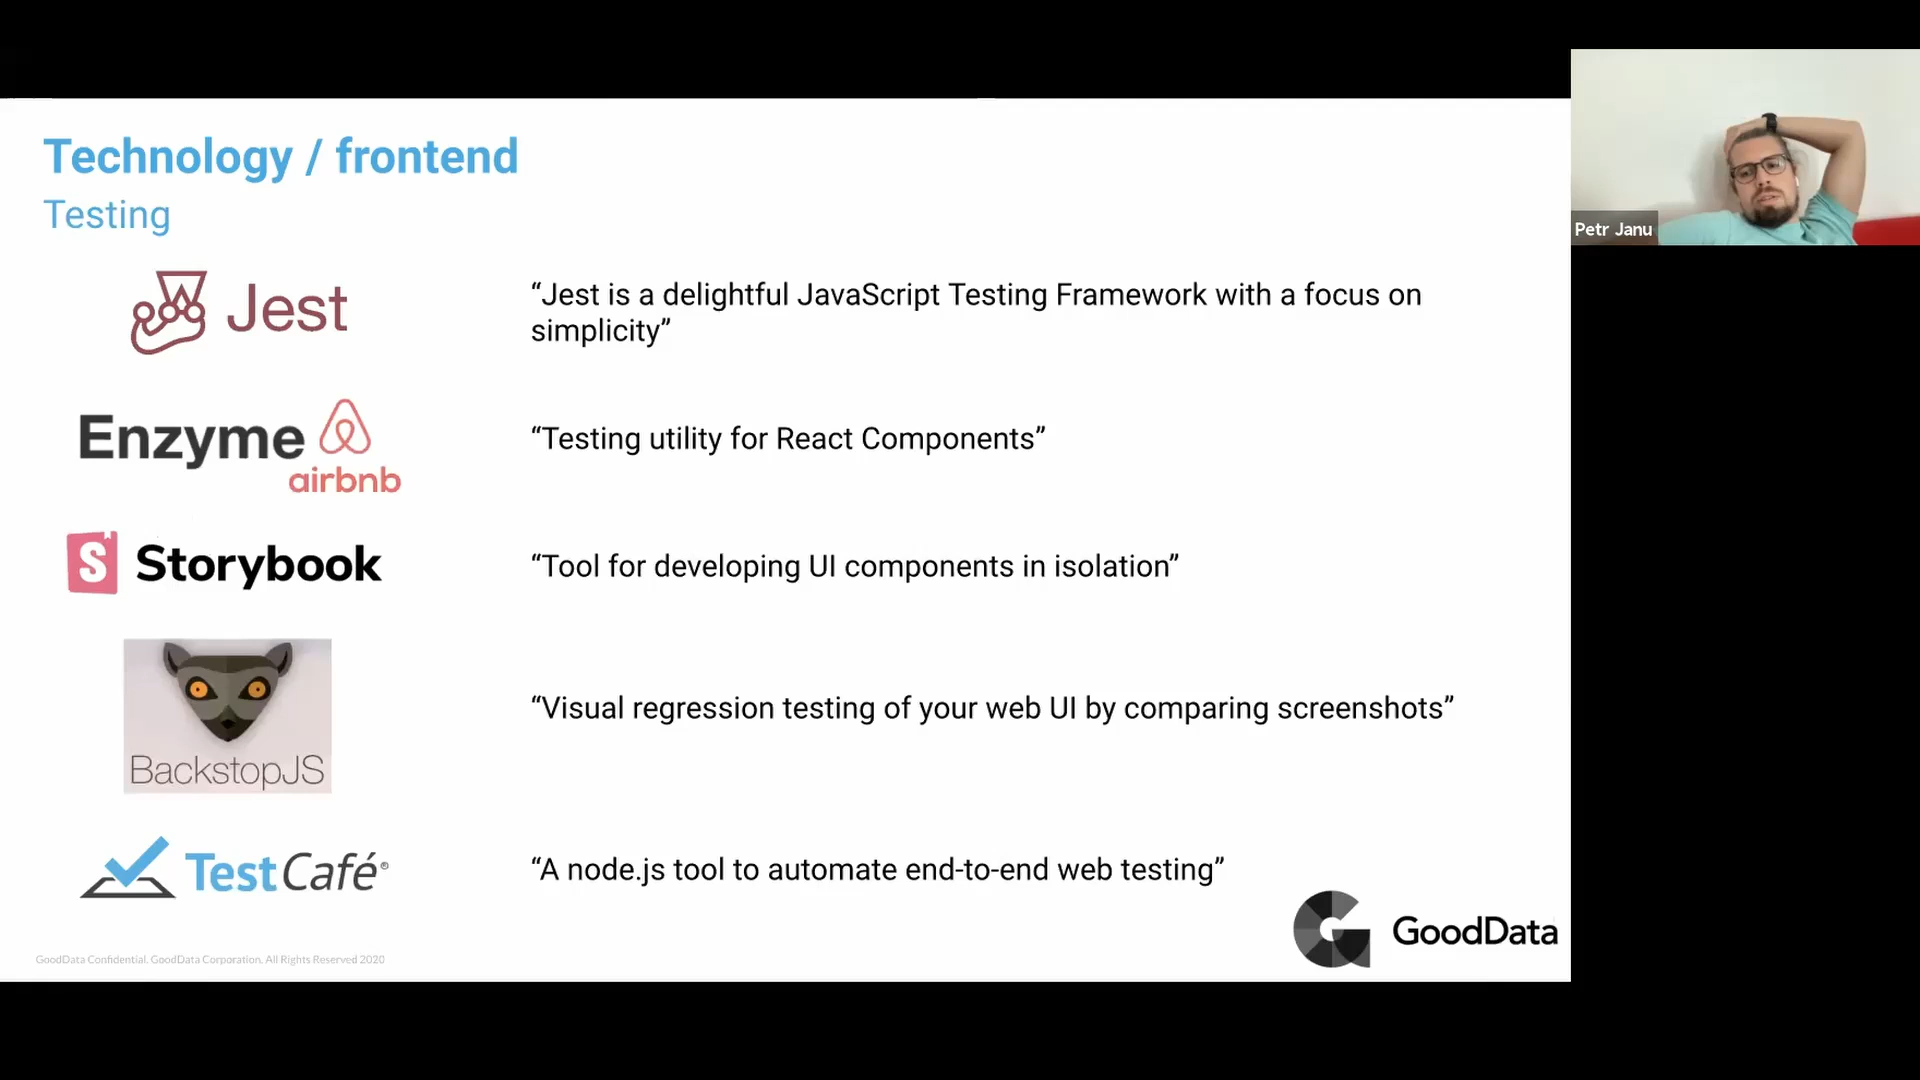 Technology / frontend
Testing
Jest
“Jest is a delightful JavaScript Testing Framework with a focus on
simplicity”
Enzyme
airbnb
“Testing utility for React Components”
S Storybook
“Tool for developing UI components in isolation”
BackstopJS
“Visual regression testing of your web UI by comparing screenshots”
TestCafé®
“A node.js tool to automate end-to-end web testing”
GoodData
GoodData Confidential. GoodData Corporation. All Rights Reserved 2020
Petr Janu